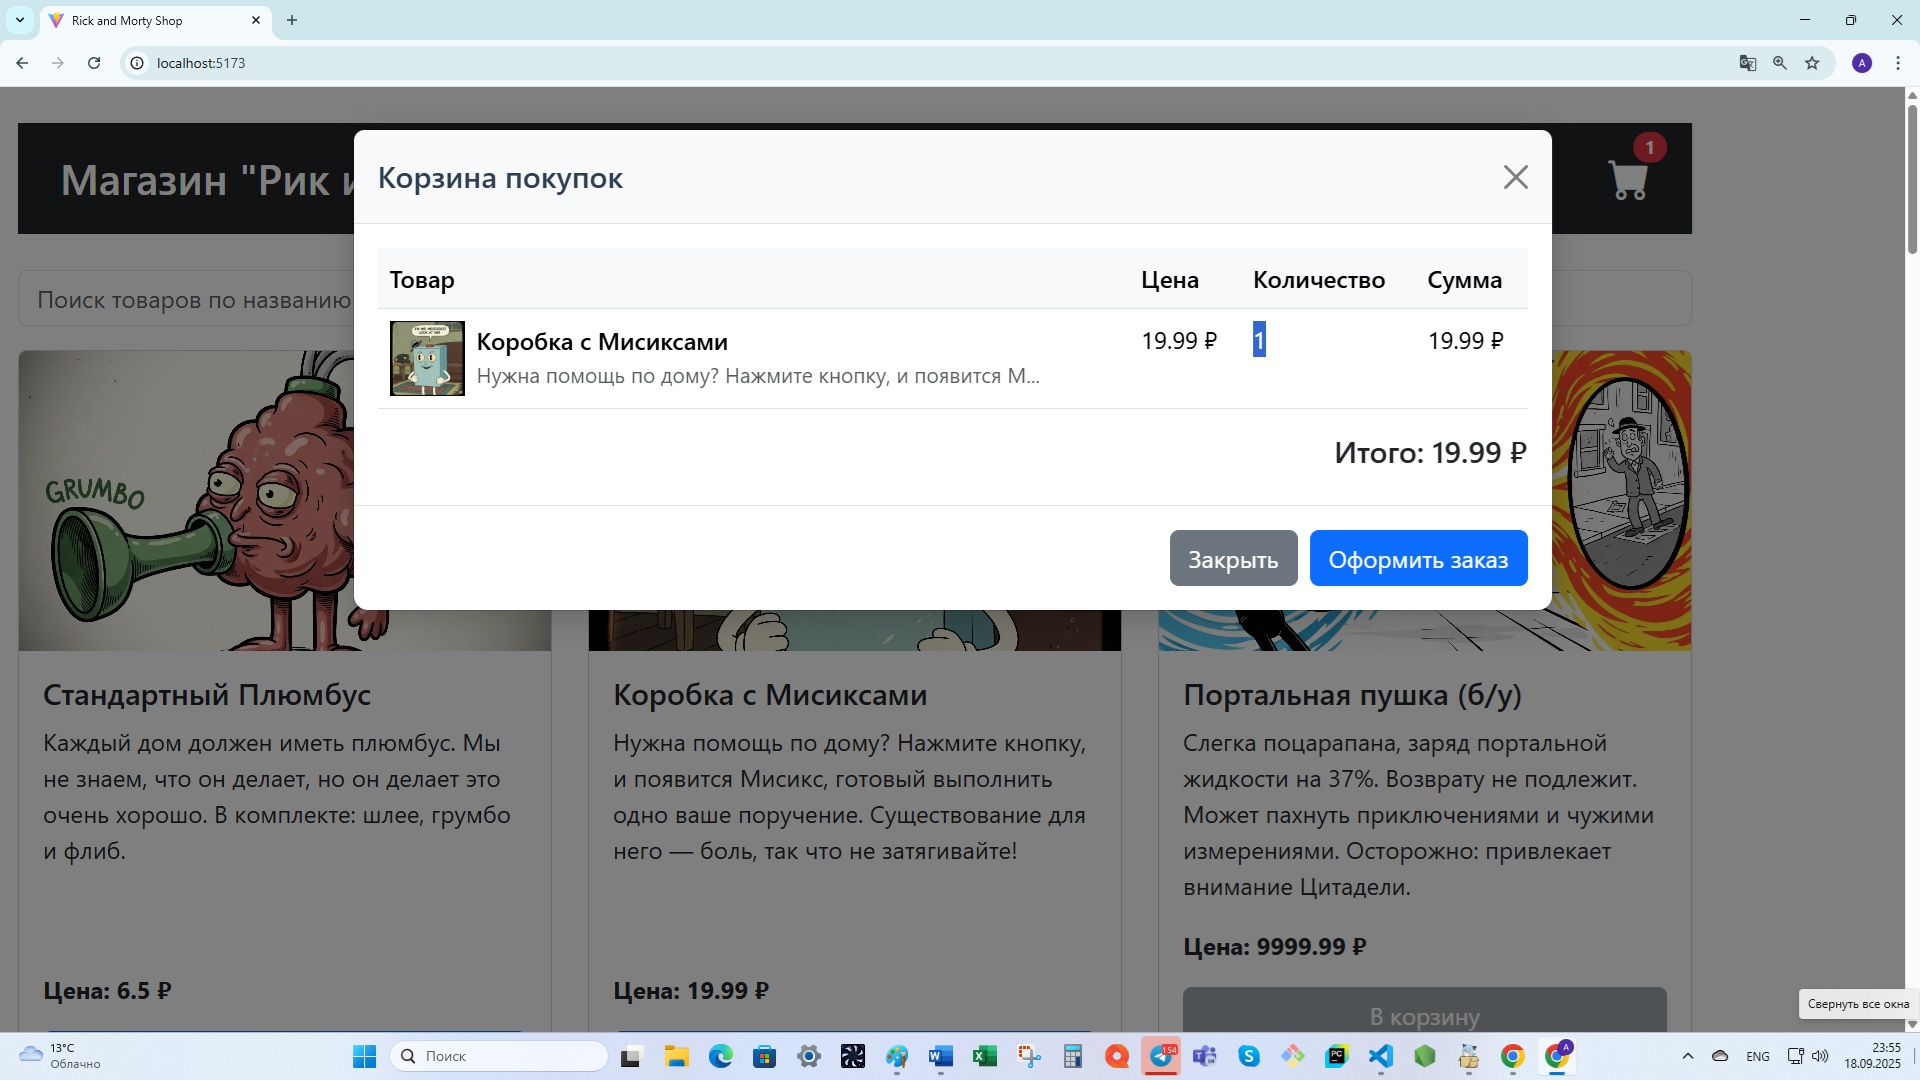 Rick and Morty Shop
localhost:5173
A
Магазин "Рик и
1
Корзина покупок
Поиск товаров по названию
Товар Цена Количество Сумма
Коробка с Мисиксами 19.99 ₽ 1 19.99 ₽
Нужна помощь по дому? Нажмите кнопку, и появится М...
Итого: 19.99 ₽
Закрыть Оформить заказ
GRUMBO
Стандартный Плюмбус
Каждый дом должен иметь плюмбус. Мы
не знаем, что он делает, но он делает это
очень хорошо. В комплекте: шлее, грумбо
и флиб.
Цена: 6.5 ₽
Коробка с Мисиксами
Нужна помощь по дому? Нажмите кнопку,
и появится Мисикс, готовый выполнить
одно ваше поручение. Существование для
него — боль, так что не затягивайте!
Цена: 19.99 ₽
Портальная пушка (б/у)
Слегка поцарапана, заряд портальной
жидкости на 37%. Возврату не подлежит.
Может пахнуть приключениями и чужими
измерениями. Осторожно: привлекает
внимание Цитадели.
Цена: 9999.99 ₽
В корзину
Свернуть все окна
13°C
Облачно
Поиск
154
A
ENG
23:55
18.09.2025